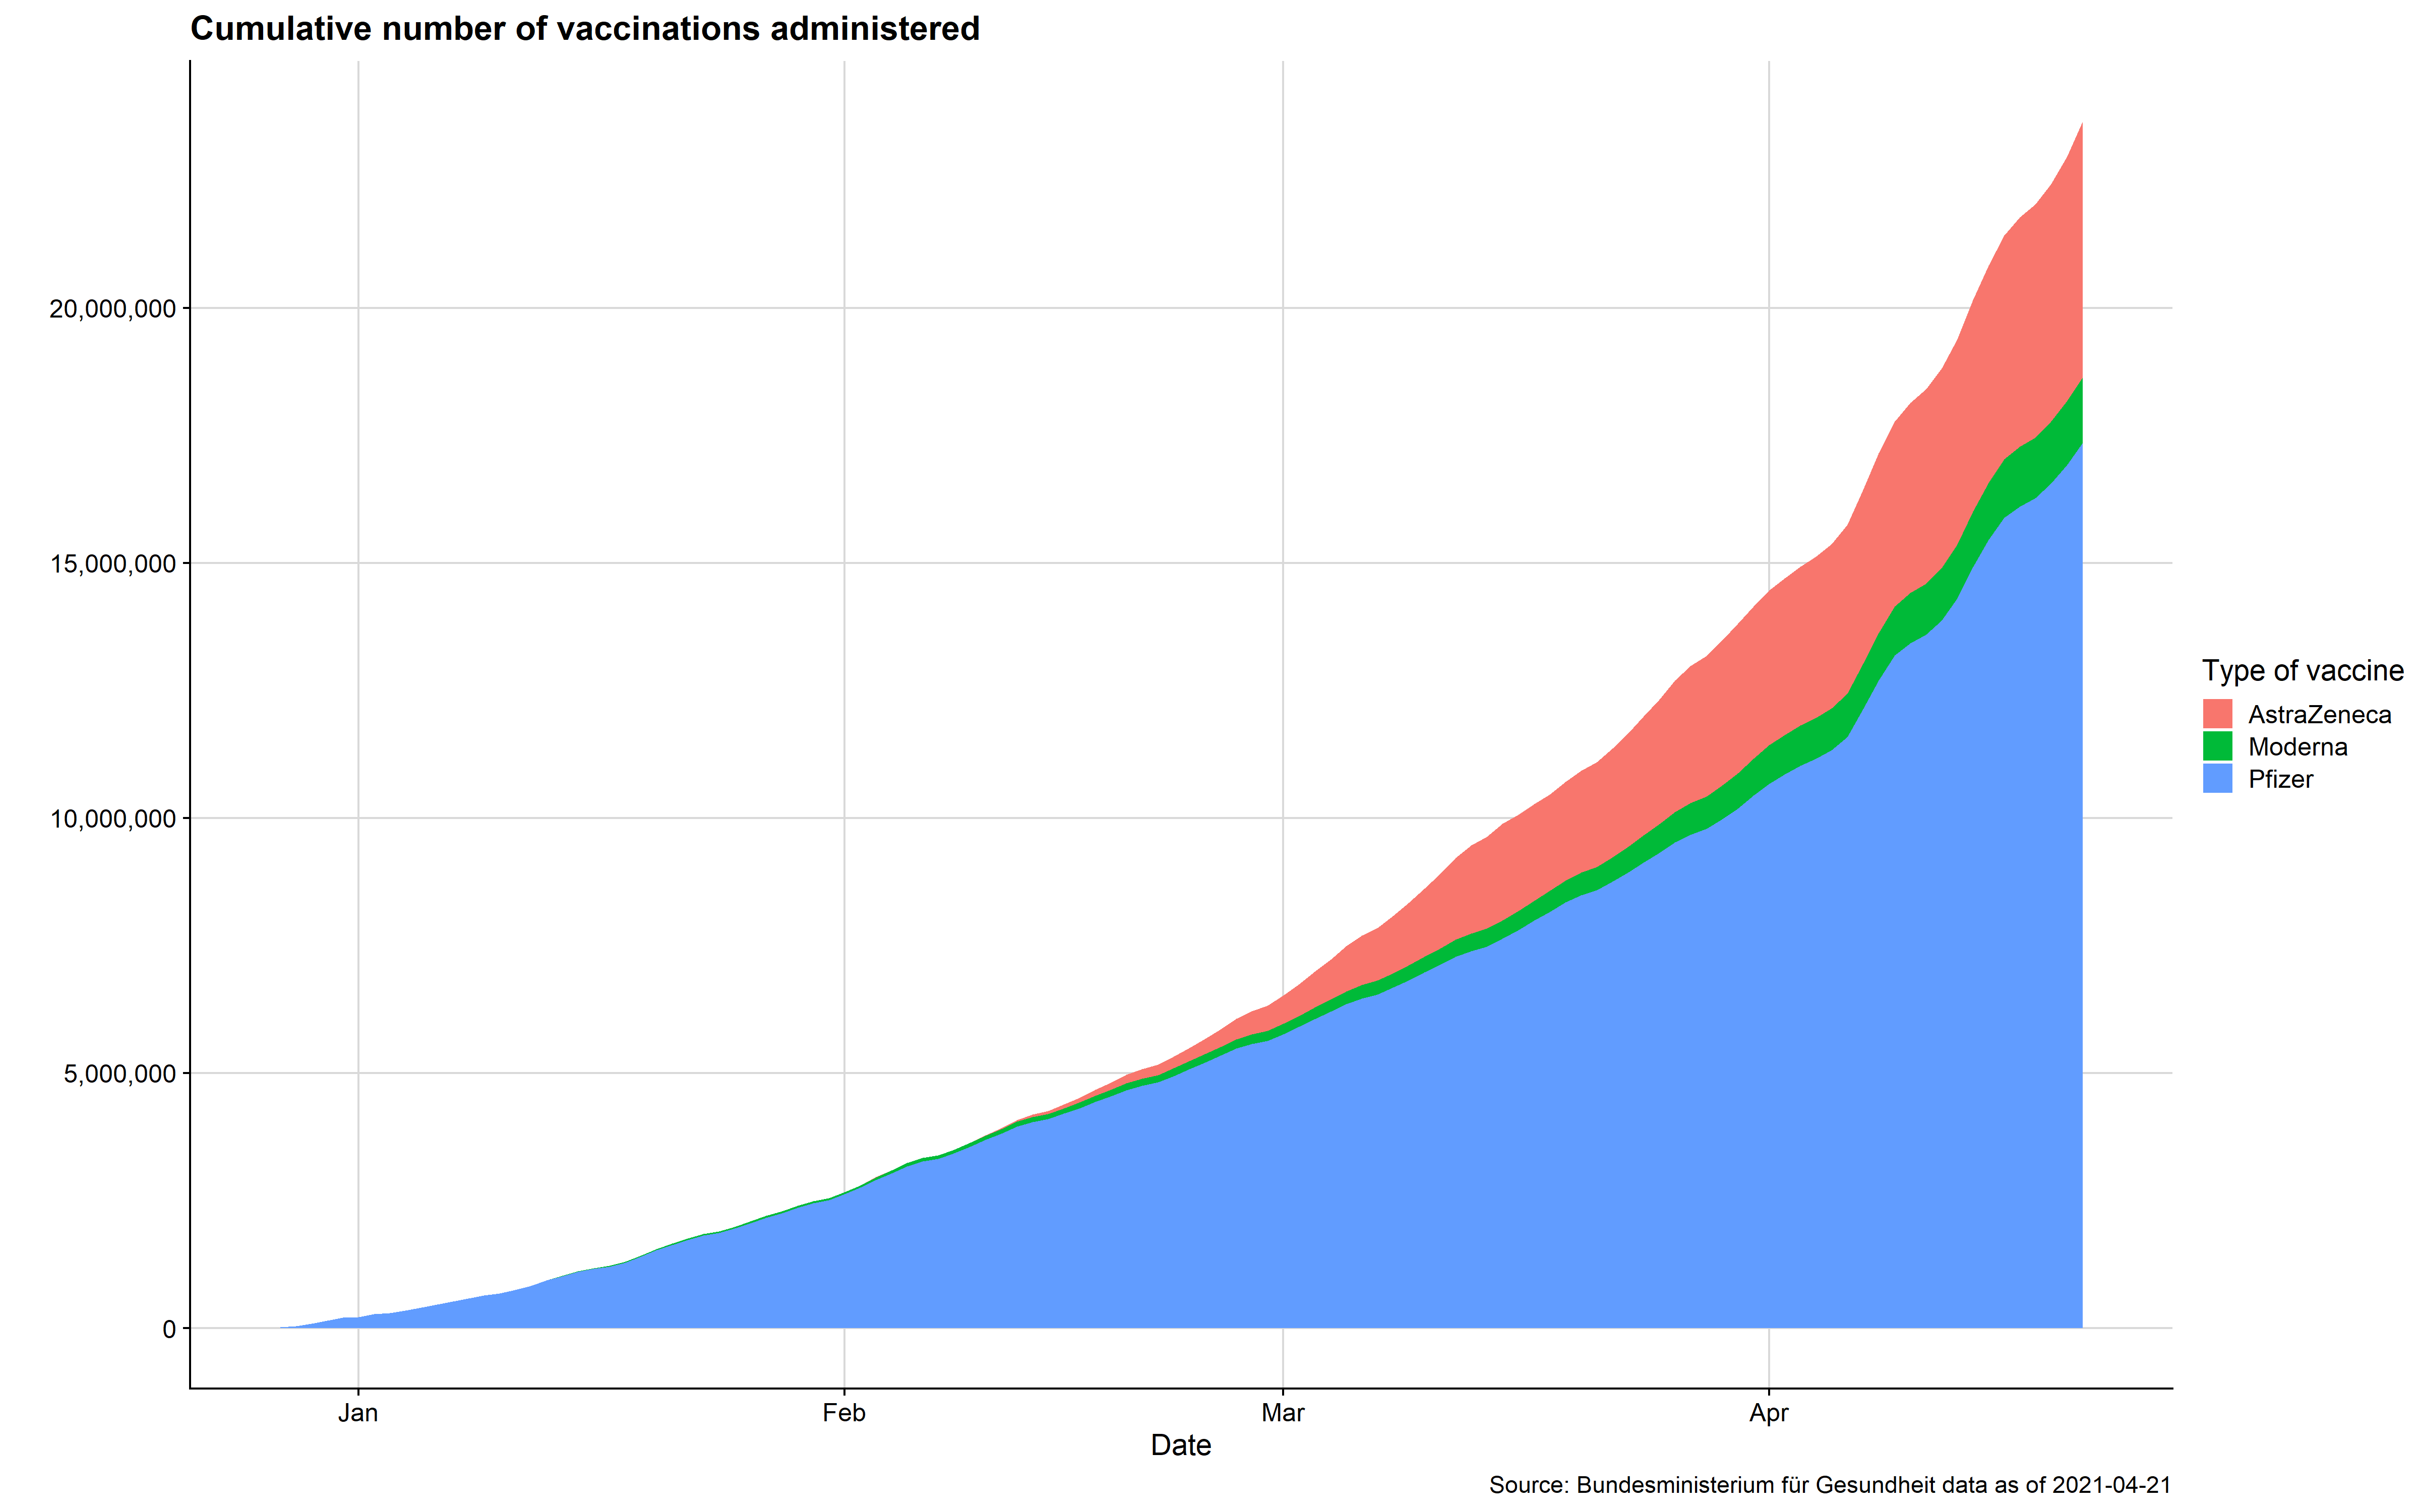 Cumulative number of vaccinations administered
20,000,000
15,000,000
10,000,000
5,000,000
0
Jan Feb Mar Apr
Date
Type of vaccine
AstraZeneca
Moderna
Pfizer
Source: Bundesministerium für Gesundheit data as of 2021-04-21